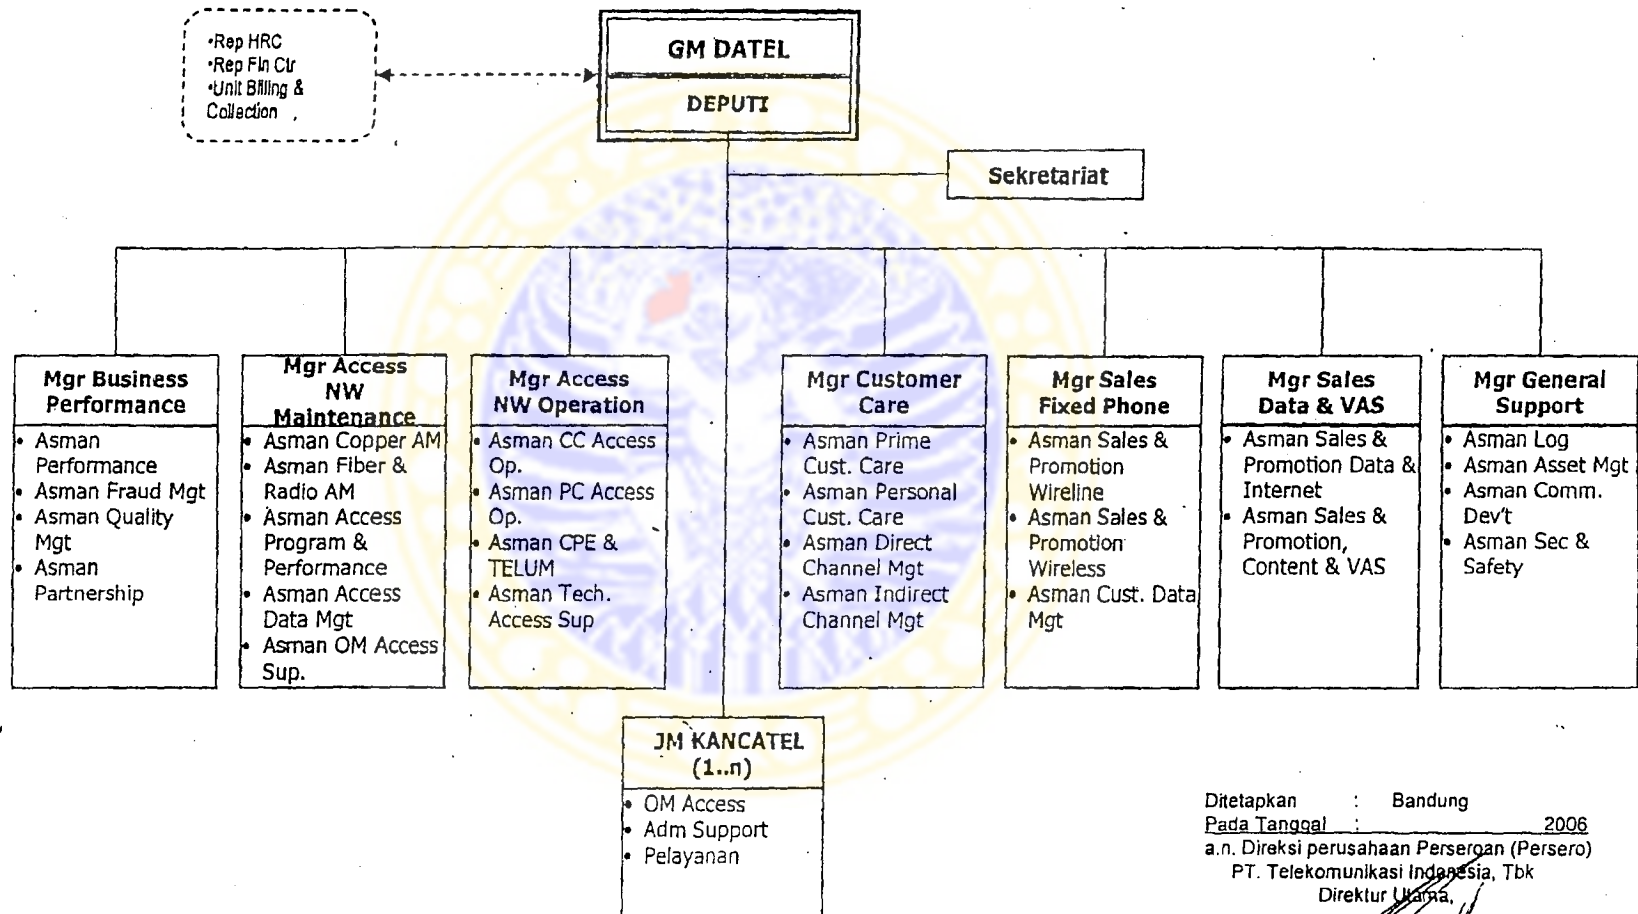 •Rep HRC
•Rep Fin Ctr
•Unit Billing &
Collection
GM DATEL
DEPUTI
Sekretariat
Mgr Business
Performance
• Asman
Performance
• Asman Fraud Mgt
• Asman Quality
Mgt
• Asman
Partnership
Mgr Access
NW
Maintenance
• Asman Copper AM
• Asman Fiber &
Radio AM
• Asman Access
Program &
Performance
• Asman Access
Data Mgt
• Asman OM Access
Sup.
Mgr Access
NW Operation
• Asman CC Access
Op.
• Asman PC Access
Op.
• Asman CPE &
TELUM
• Asman Tech.
Access Sup
Mgr Customer
Care
• Asman Prime
Cust. Care
• Asman Personal
Cust. Care
• Asman Direct
Channel Mgt
• Asman Indirect
Channel Mgt
Mgr Sales
Fixed Phone
• Asman Sales &
Promotion
Wireline
• Asman Sales &
Promotion
Wireless
• Asman Cust. Data
Mgt
Mgr Sales
Data & VAS
• Asman Sales &
Promotion Data &
Internet
• Asman Sales &
Promotion,
Content & VAS
Mgr General
Support
• Asman Log
• Asman Asset Mgt
• Asman Comm.
Dev't
• Asman Sec &
Safety
JM KANCATEL
(1..n)
• OM Access
• Adm Support
• Pelayanan
Ditetapkan : Bandung
Pada Tanggal : 2006
a.n. Direksi perusahaan Perseroan (Persero)
PT. Telekomunikasi Indonesia, Tbk
Direktur Utama,